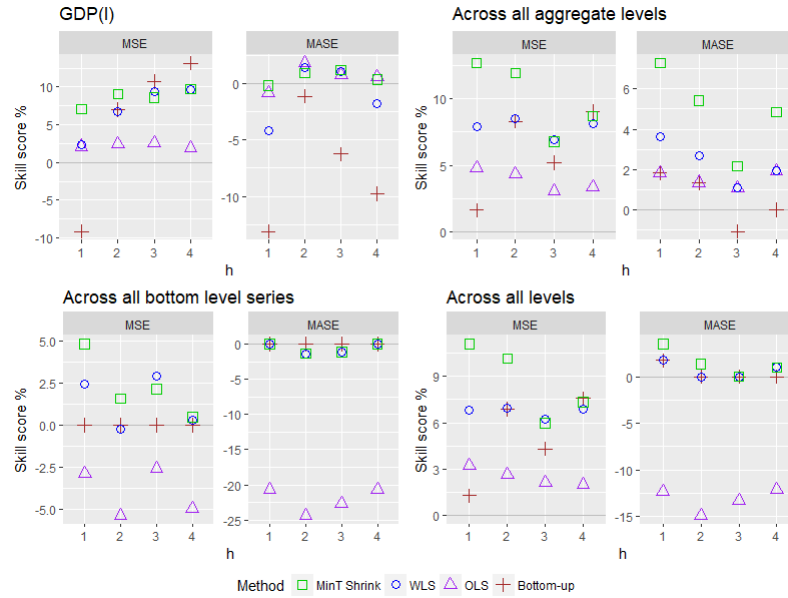 GDP(I)
MSE
MASE
Skill score %
10
5
0
-5
-10
0
-5
-10
1 2 3 4
1 2 3 4
h
Across all aggregate levels
MSE
MASE
Skill score %
10
5
0
6
4
2
0
1 2 3 4
1 2 3 4
h
Across all bottom level series
MSE
MASE
Skill score %
5.0
2.5
0.0
-2.5
-5.0
0
-5
-10
-15
-20
-25
1 2 3 4
1 2 3 4
h
Across all levels
MSE
MASE
Skill score %
9
6
3
0
0
-5
-10
-15
1 2 3 4
1 2 3 4
h
Method MinT Shrink WLS OLS Bottom-up